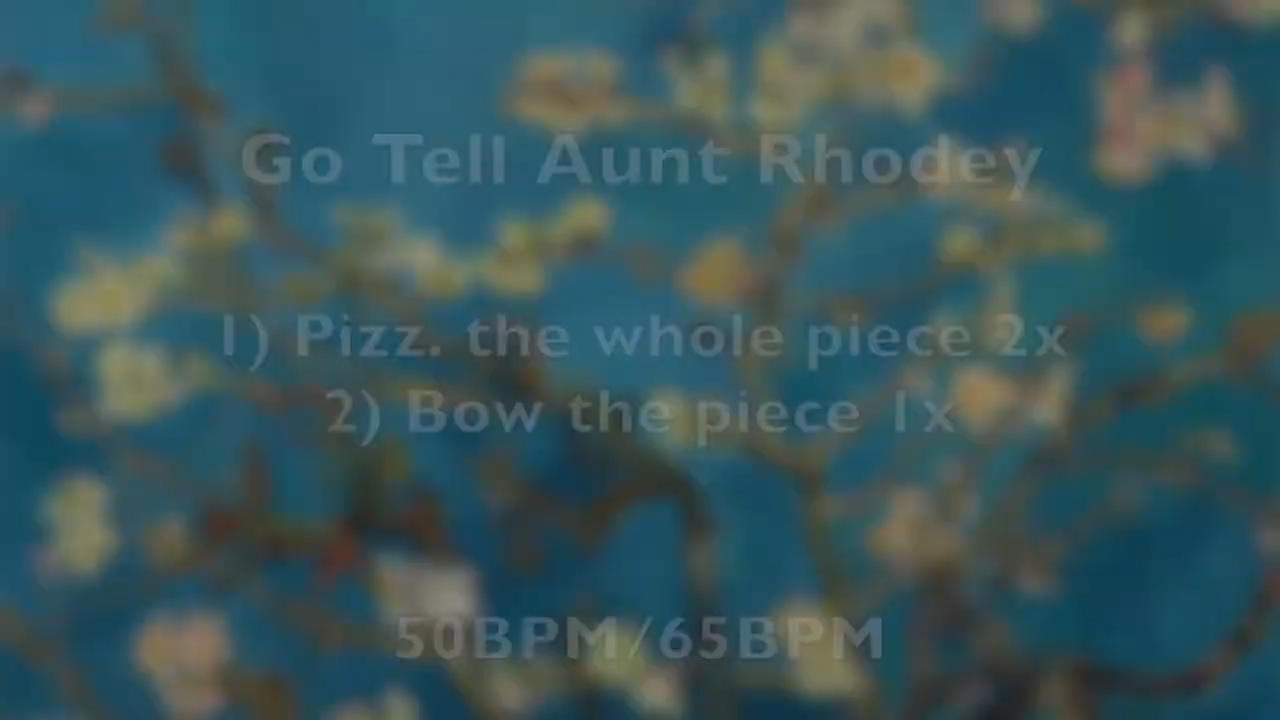 Go Tell Aunt Rhodey
1) Pizz. the whole piece 2x
2) Bow the piece 1x
50BPM/65BPM